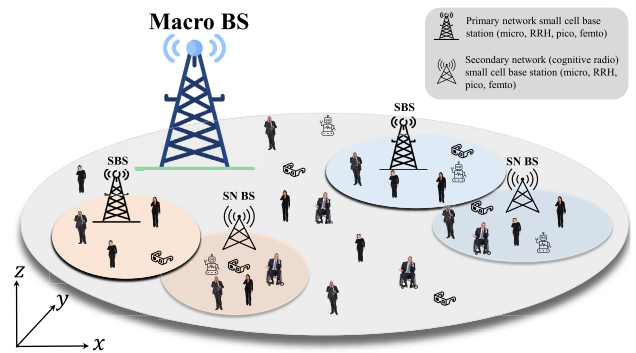 Macro BS
Primary network small cell base
station (micro, RRH, pico, femto)
Secondary network (cognitive radio)
small cell base station (micro, RRH,
pico, femto)
SBS
SBS
SN BS
SN BS
z
y
x